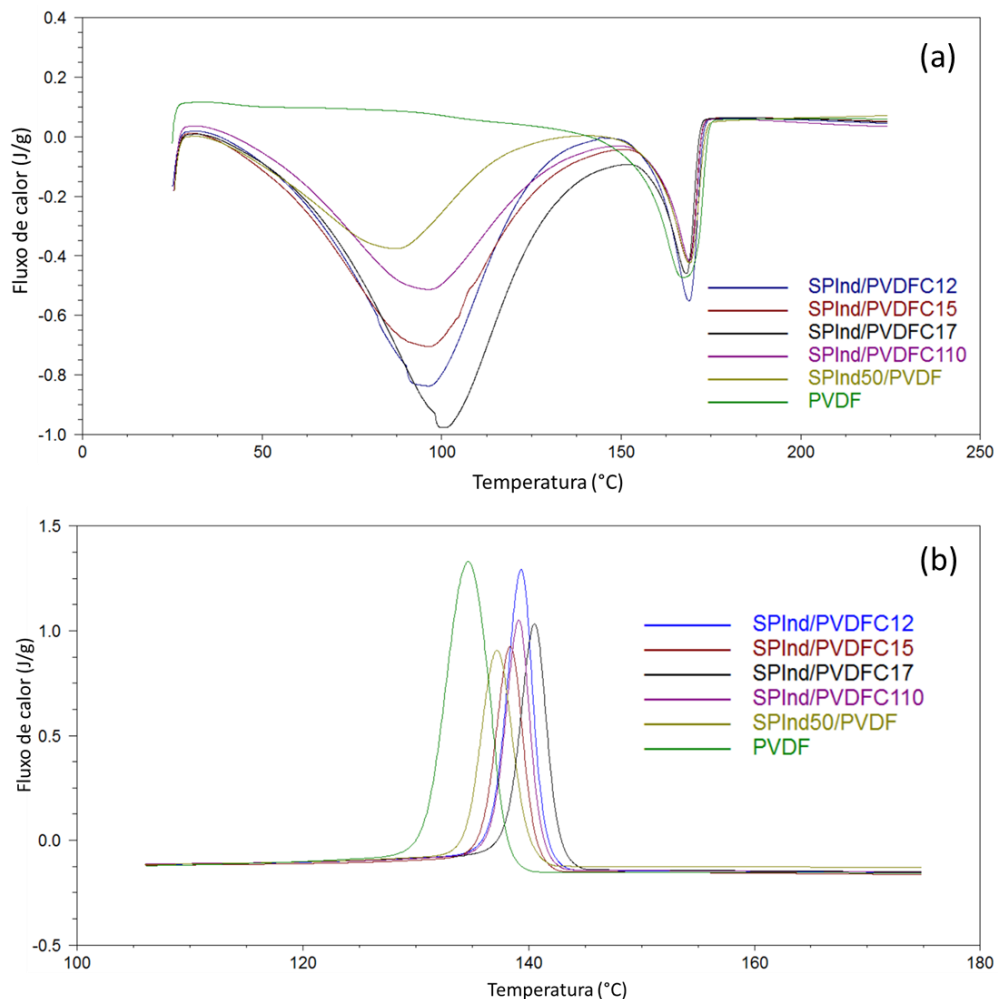 0.4
(a)
0.2
0.0
-0.2
-0.4
-0.6
-0.8
-1.0
Fluxo de calor (J/g)
SPInd/PVDFC12
SPInd/PVDFC15
SPInd/PVDFC17
SPInd/PVDFC110
SPInd50/PVDF
PVDF
0 50 100 150 200 250
Temperatura (°C)
1.5
(b)
1.0
0.5
0.0
-0.5
Fluxo de calor (J/g)
SPInd/PVDFC12
SPInd/PVDFC15
SPInd/PVDFC17
SPInd/PVDFC110
SPInd50/PVDF
PVDF
100 120 140 160 180
Temperatura (°C)